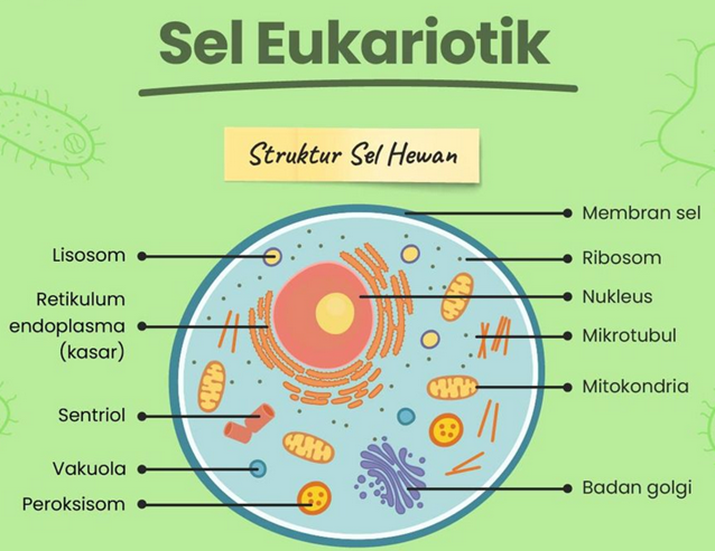 Sel Eukariotik
Struktur Sel Hewan
Lisosom
Retikulum
endoplasma
(kasar)
Sentriol
Vakuola
Peroksisom
Membran sel
Ribosom
Nukleus
Mikrotubul
Mitokondria
Badan golgi